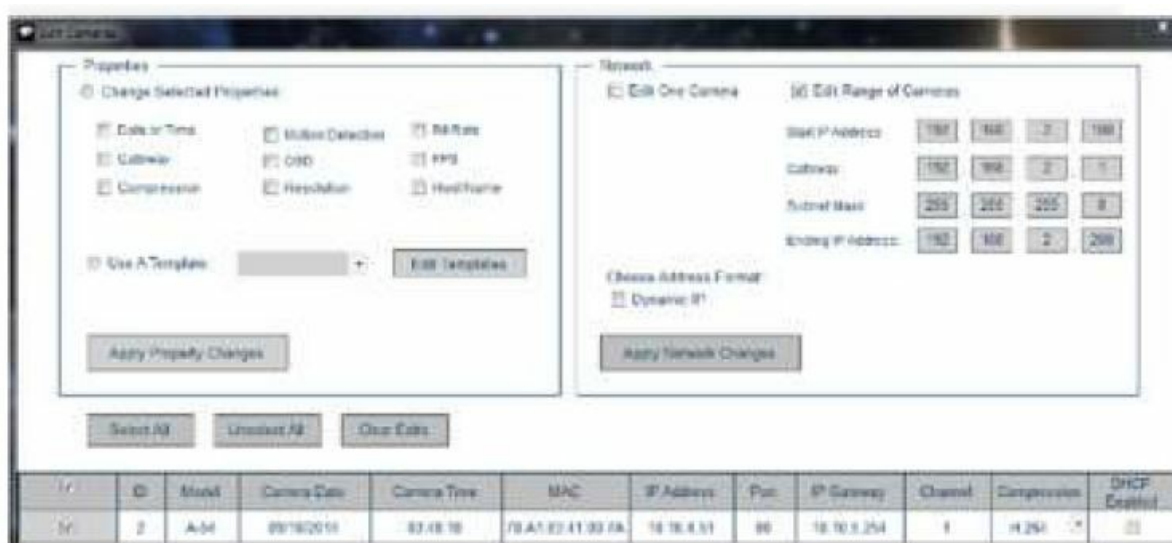 Edit Cameras
Properties
Change Selected Properties
Date or Time
Motion Detection
Bit Rate
Gateway
OSD
FPS
Compression
Resolution
Host Name
Use A Template
Edit Templates
Apply Property Changes
Network
Edit One Camera
Edit Range of Cameras
Start IP Address
192 168 2
Gateway
192 168 2 1
Subnet Mask
255 255 255 0
Ending IP Address
192 168 2
Choose Address Format
Dynamic IP
Apply Network Changes
Select All
Unselect All
Clear Edits
ID Model Camera Date Camera Time MAC IP Address Port IP Gateway Channel Compression DHCP Enabled
2 80 1 H.264